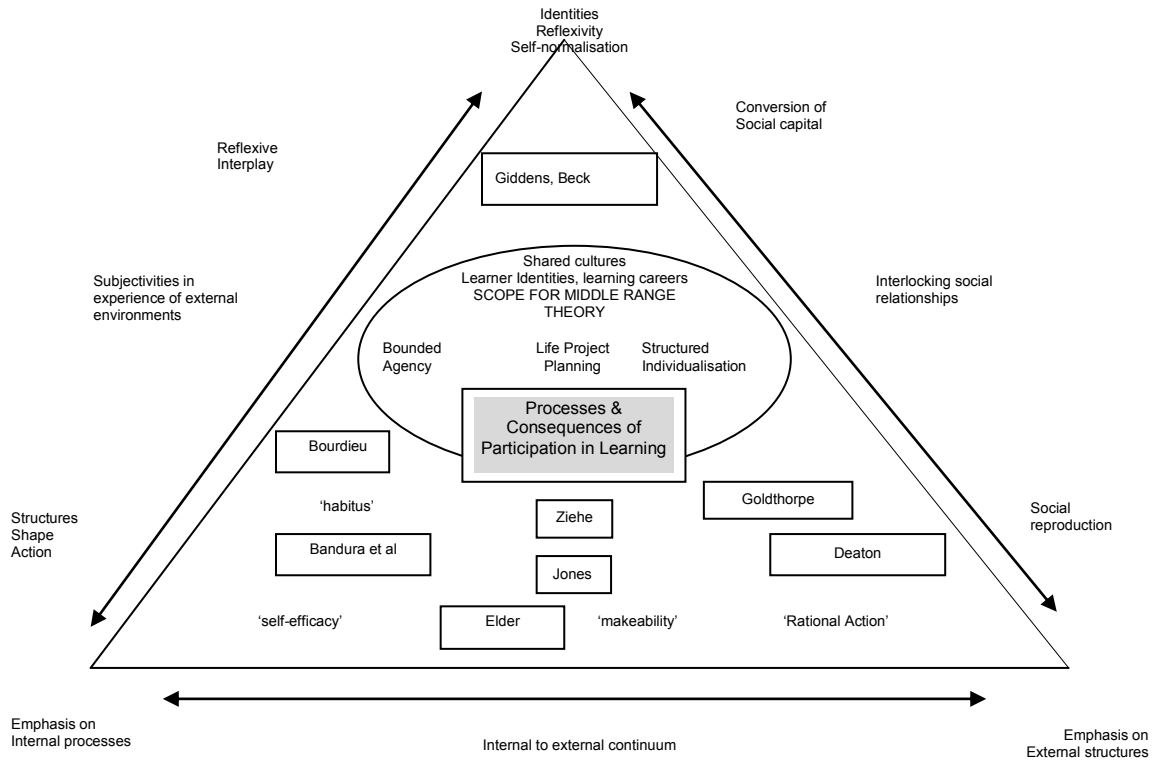 Identities
Reflexivity
Self-normalisation
Conversion of
Social capital
Reflexive
Interplay
Giddens, Beck
Subjectivities in
experience of external
environments
Shared cultures
Learner Identities, learning careers
SCOPE FOR MIDDLE RANGE
THEORY
Interlocking social
relationships
Bounded
Agency
Life Project
Planning
Structured
Individualisation
Processes &
Consequences of
Participation in Learning
Bourdieu
‘habitus’
Goldthorpe
Structures
Shape
Action
Ziehe
Social
reproduction
Bandura et al
Deaton
Jones
‘self-efficacy’
Elder
‘makeability’
‘Rational Action’
Emphasis on
Internal processes
Internal to external continuum
Emphasis on
External structures